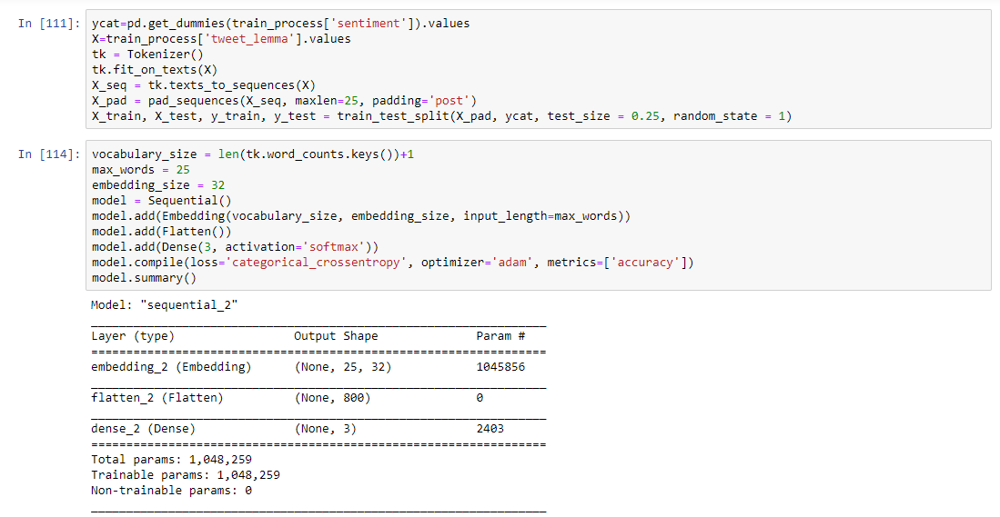 In [111]: ycat=pd.get_dummies(train_process['sentiment']).values
X=train_process['tweet_lemma'].values
tk = Tokenizer()
tk.fit_on_texts(X)
X_seq = tk.texts_to_sequences(X)
X_pad = pad_sequences(X_seq, maxlen=25, padding='post')
X_train, X_test, y_train, y_test = train_test_split(X_pad, ycat, test_size = 0.25, random_state = 1)
In [114]: vocabulary_size = len(tk.word_counts.keys())+1
max_words = 25
embedding_size = 32
model = Sequential()
model.add(Embedding(vocabulary_size, embedding_size, input_length=max_words))
model.add(Flatten())
model.add(Dense(3, activation='softmax'))
model.compile(loss='categorical_crossentropy', optimizer='adam', metrics=['accuracy'])
model.summary()
Model: "sequential_2"
_________________________________________________________________
Layer (type)                 Output Shape              Param #
=================================================================
embedding_2 (Embedding)      (None, 25, 32)            1045856
_________________________________________________________________
flatten_2 (Flatten)          (None, 800)               0
_________________________________________________________________
dense_2 (Dense)              (None, 3)                 2403
=================================================================
Total params: 1,048,259
Trainable params: 1,048,259
Non-trainable params: 0
_________________________________________________________________